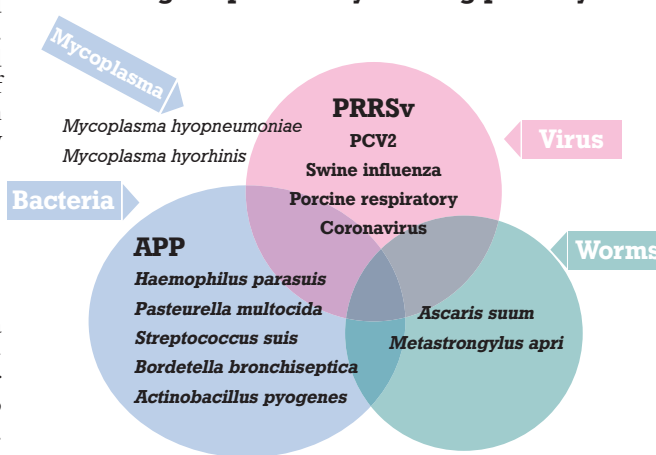 Mycoplasma
Mycoplasma hyopneumoniae
Mycoplasma hyorhinis
PRRSv
PCV2
Swine influenza
Porcine respiratory
Coronavirus
Virus
Bacteria
APP
Haemophilus parasuis
Pasteurella multocida
Streptococcus suis
Bordetella bronchiseptica
Actinobacillus pyogenes
Worms
Ascaris suum
Metastrongylus apri